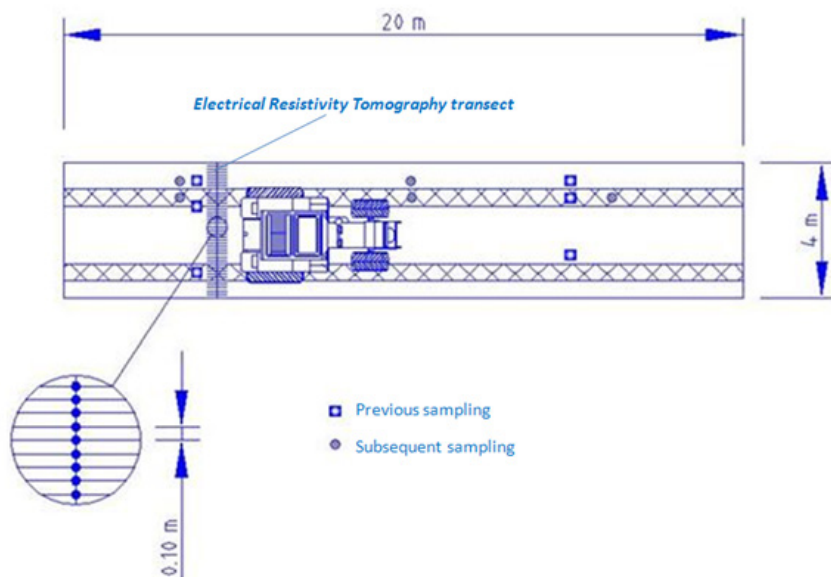 20 m
Electrical Resistivity Tomography transect
4 m
Previous sampling
Subsequent sampling
0.10 m